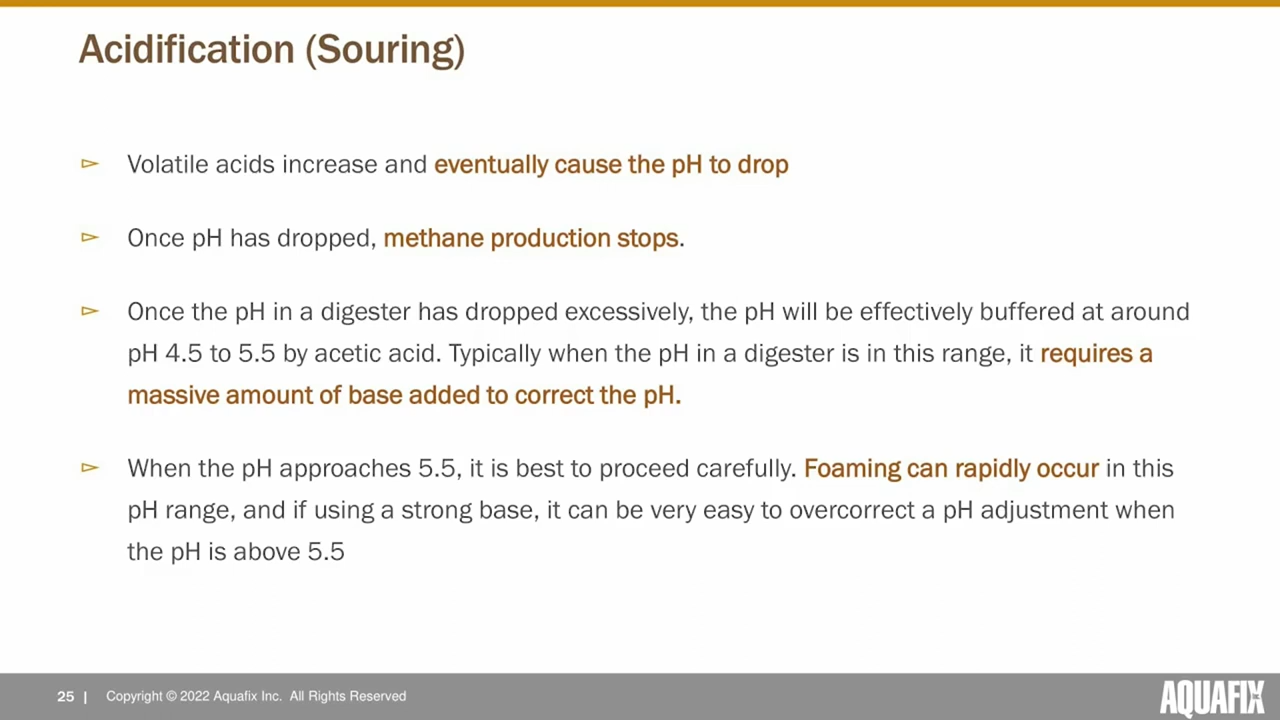 Acidification (Souring)
▻ Volatile acids increase and eventually cause the pH to drop
▻ Once pH has dropped, methane production stops.
▻ Once the pH in a digester has dropped excessively, the pH will be effectively buffered at around
pH 4.5 to 5.5 by acetic acid. Typically when the pH in a digester is in this range, it requires a
massive amount of base added to correct the pH.
▻ When the pH approaches 5.5, it is best to proceed carefully. Foaming can rapidly occur in this
pH range, and if using a strong base, it can be very easy to overcorrect a pH adjustment when
the pH is above 5.5
25 | Copyright © 2022 Aquafix Inc. All Rights Reserved
AQUAFIX INC.